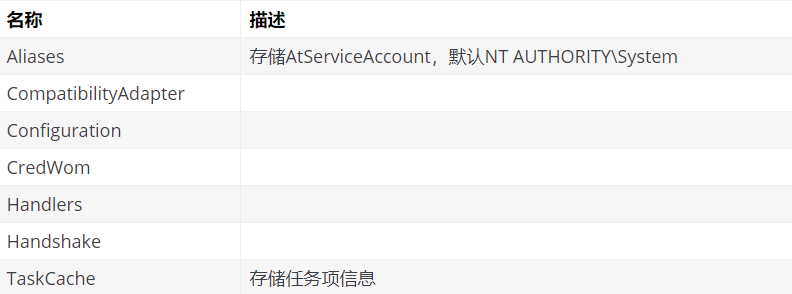 名称 描述
Aliases 存储AtServiceAccount，默认NT AUTHORITY\System
CompatibilityAdapter
Configuration
CredWom
Handlers
Handshake
TaskCache 存储任务项信息